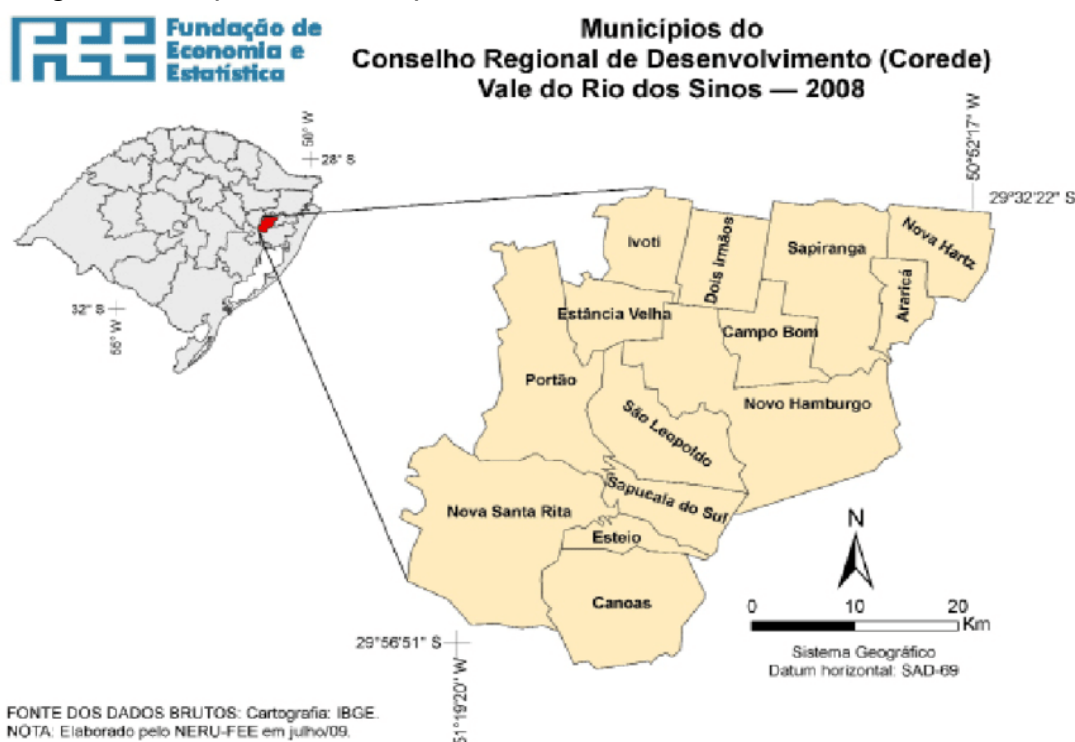 FEE Fundação de
Economia e
Estatística
Municípios do
Conselho Regional de Desenvolvimento (Corede)
Vale do Rio dos Sinos — 2008
28° S
32° S
50°52'17" W
29°32'22" S
Ivoti
Dois Irmãos
Sapiranga
Nova Hartz
Araricá
Estância Velha
Campo Bom
Portão
Novo Hamburgo
São Leopoldo
Sapucaia do Sul
Nova Santa Rita
Esteio
Canoas
N
0 10 20
Km
Sistema Geográfico
Datum horizontal: SAD-69
29°56'51" S
51°19'20" W
FONTE DOS DADOS BRUTOS: Cartografia: IBGE.
NOTA: Elaborado pelo NERU-FEE em julho/09.